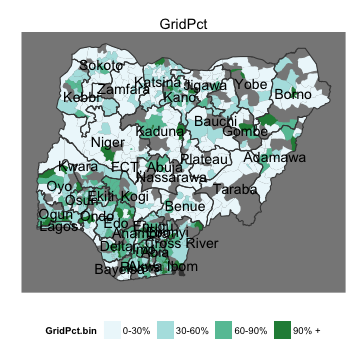 GridPct
Sokoto
Katsina
Jigawa
Yobe
Borno
Kebbi
Zamfara
Kano
Bauchi
Gombe
Kaduna
Niger
Adamawa
Plateau
Kwara
FCT Abuja
Nassarawa
Taraba
Oyo
Osun
Ekiti
Kogi
Benue
Ogun
Ondo
Lagos
Edo
Enugu
Anambra
Ebonyi
Delta
Imo
Abia
Cross River
Bayelsa
Akwa Ibom
GridPct.bin 0-30% 30-60% 60-90% 90% +